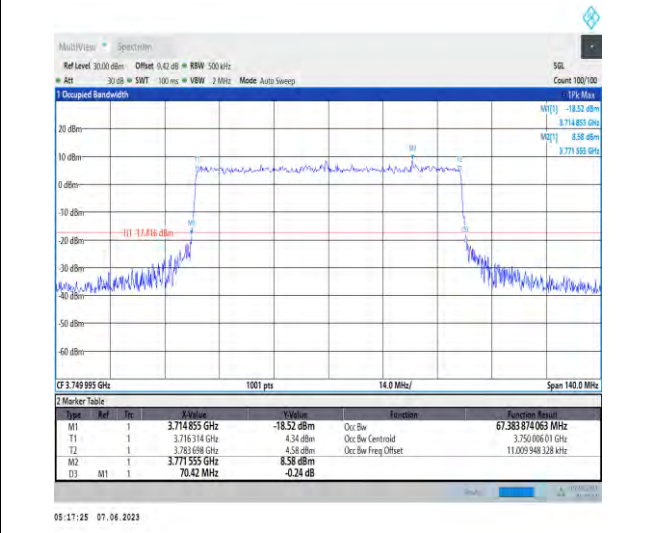 MultiView Spectrum
Ref Level 30.00 dBm Offset 9.42 dB RBW 500 kHz SGL
Att 30 dB SWT 100 ms VBW 2 MHz Mode Auto Sweep Count 100/100
1 Occupied Bandwidth 1Pk Max
M1[1] -18.52 dBm
3.714 855 GHz
M2[1] 8.58 dBm
3.771 555 GHz
20 dBm
10 dBm
0 dBm
-10 dBm
-20 dBm
-30 dBm
-40 dBm
-50 dBm
-60 dBm
M2
T1
T2
M1
H1 -17.416 dBm
D3
CF 3.749 995 GHz 1001 pts 14.0 MHz/ Span 140.0 MHz
2 Marker Table
Type Ref Trc X-Value Y-Value Function Function Result
M1 1 3.714 855 GHz -18.52 dBm Occ Bw 67.383 874 063 MHz
T1 1 3.716 314 GHz 4.34 dBm Occ Bw Centroid 3.750 006 01 GHz
T2 1 3.783 698 GHz 4.58 dBm Occ Bw Freq Offset 11.009 948 328 kHz
M2 1 3.771 555 GHz 8.58 dBm
D3 M1 1 70.42 MHz -0.24 dB
05:17:25 07.06.2023